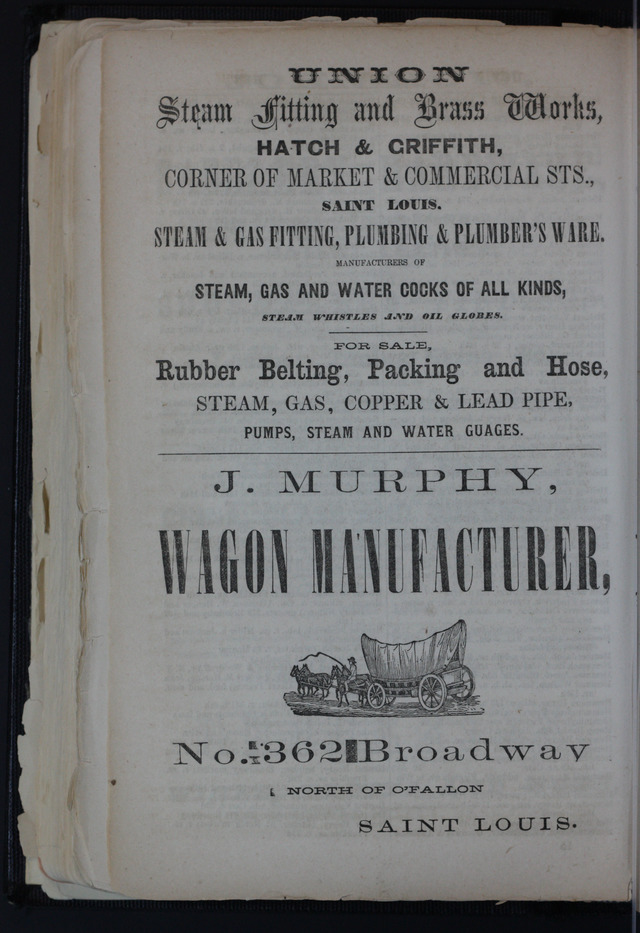 UNION
Steam Fitting and Brass Works,
HATCH & GRIFFITH,
CORNER OF MARKET & COMMERCIAL STS.,
SAINT LOUIS.
STEAM & GAS FITTING, PLUMBING & PLUMBER'S WARE.
MANUFACTURERS OF
STEAM, GAS AND WATER COCKS OF ALL KINDS,
STEAM WHISTLES AND OIL GLOBES.
FOR SALE,
Rubber Belting, Packing and Hose,
STEAM, GAS, COPPER & LEAD PIPE,
PUMPS, STEAM AND WATER GUAGES.
J. MURPHY,
WAGON MANUFACTURER,
No. 362 Broadway
NORTH OF O'FALLON
SAINT LOUIS.